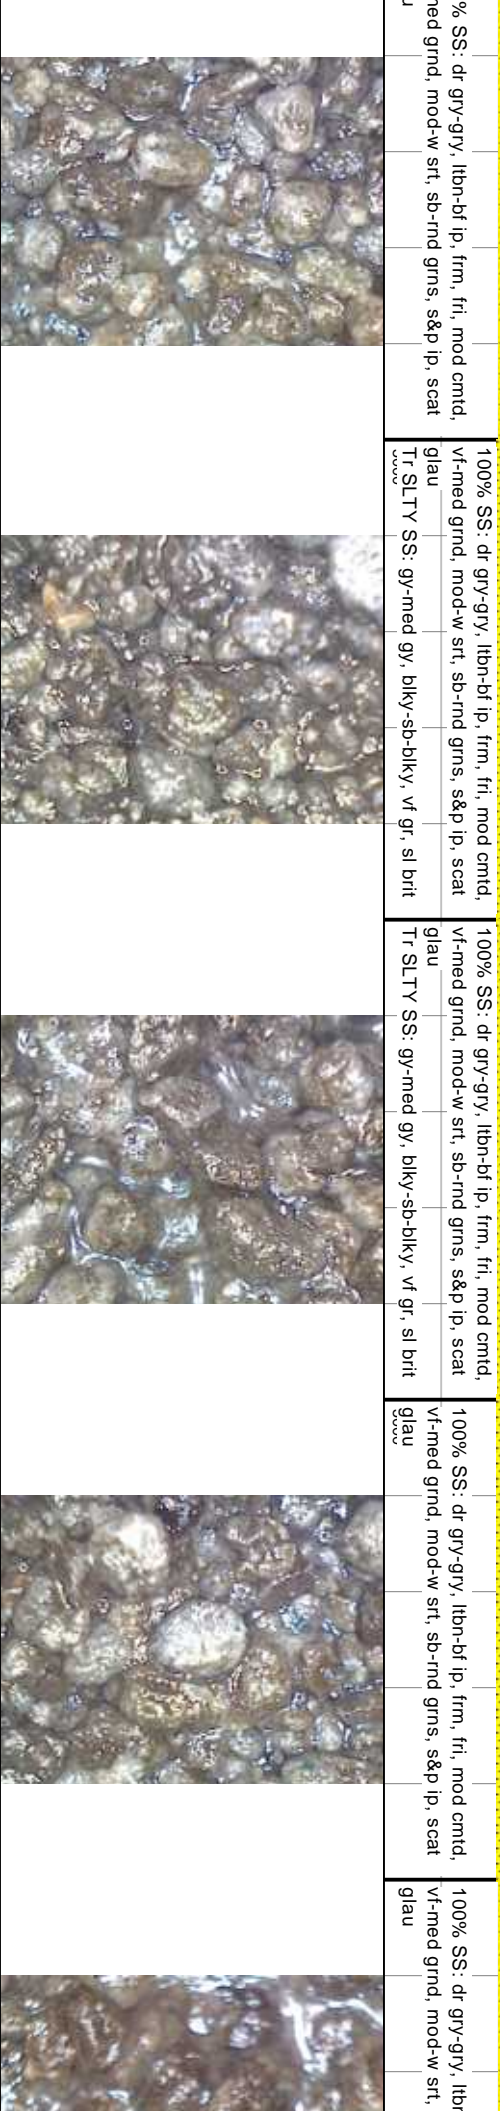 % SS: dr gry-gry, ltbn-bf ip, frm, fri, mod cmtd,
med grnd, mod-w srt, sb-rnd grns, s&p ip, scat
100% SS: dr gry-gry, ltbn-bf ip, frm, fri, mod cmtd,
vf-med grnd, mod-w srt, sb-rnd grns, s&p ip, scat
glau
Tr SLTY SS: gy-med gy, blky-sb-blky, vf gr, sl brit
100% SS: dr gry-gry, ltbn-bf ip, frm, fri, mod cmtd,
vf-med grnd, mod-w srt, sb-rnd grns, s&p ip, scat
glau
Tr SLTY SS: gy-med gy, blky-sb-blky, vf gr, sl brit
100% SS: dr gry-gry, ltbn-bf ip, frm, fri, mod cmtd,
vf-med grnd, mod-w srt, sb-rnd grns, s&p ip, scat
glau
100% SS: dr gry-gry,
vf-med grnd, mod-w srt,
glau